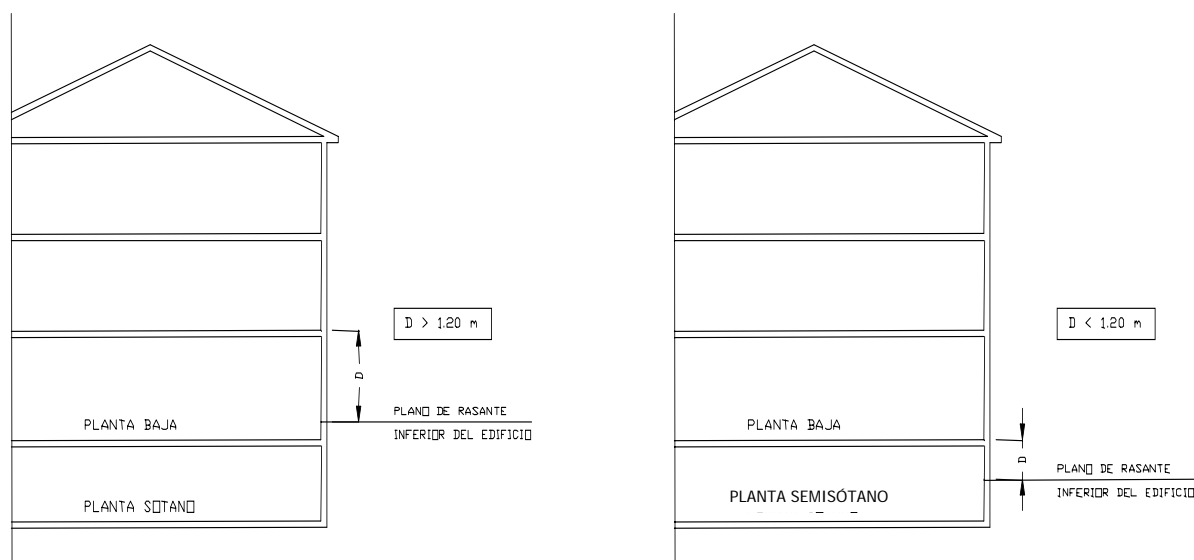 D > 1.20 m
D
PLANTA BAJA
PLANO DE RASANTE
INFERIOR DEL EDIFICIO
PLANTA SOTANO
D < 1.20 m
PLANTA BAJA
D
PLANO DE RASANTE
INFERIOR DEL EDIFICIO
PLANTA SEMISÓTANO